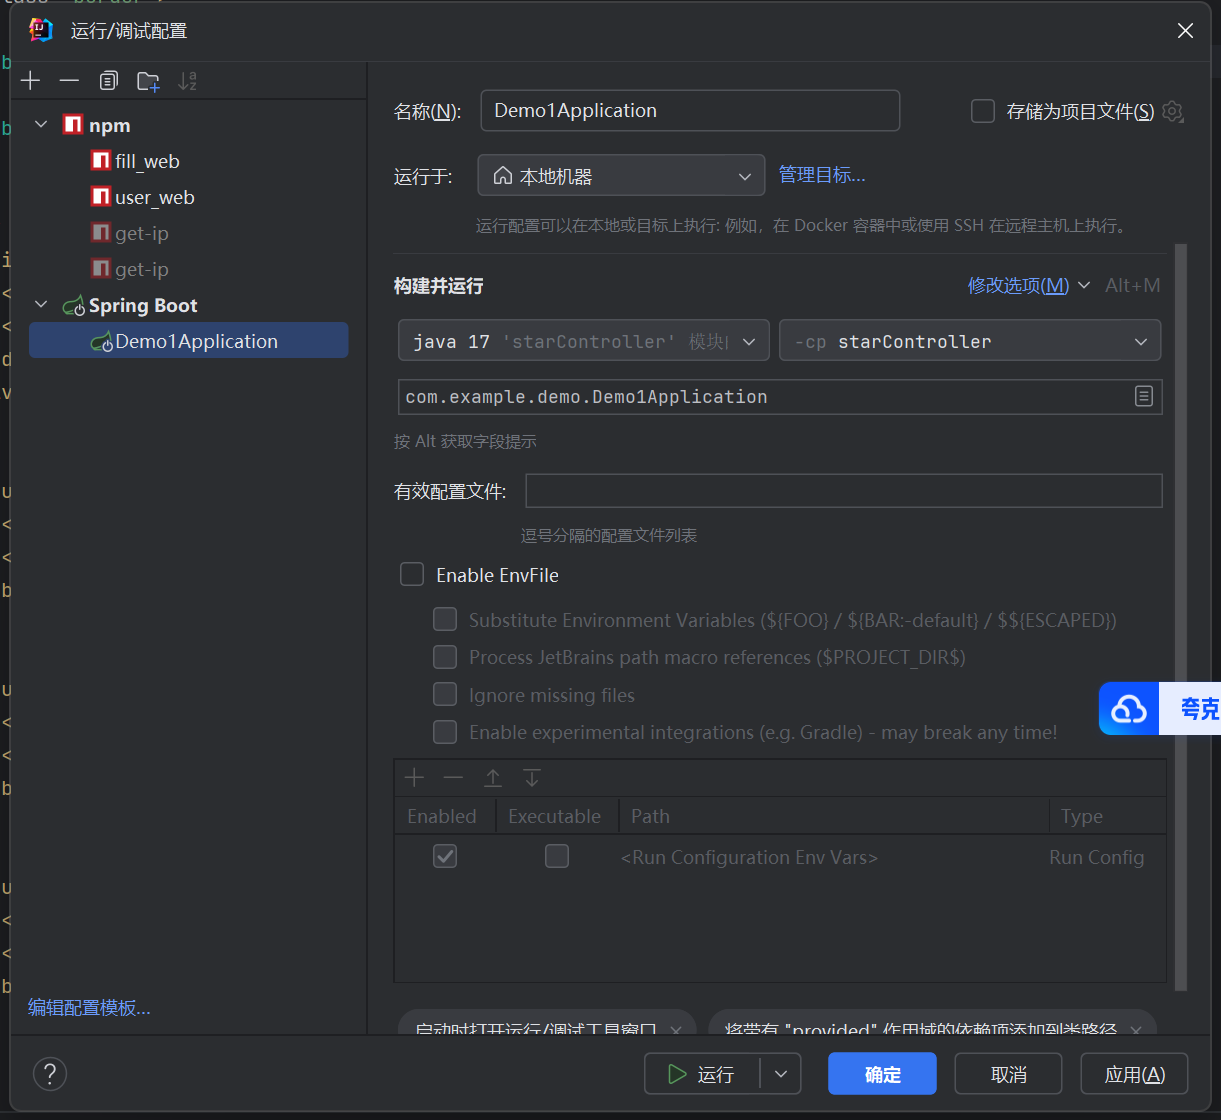 运行/调试配置
npm
fill_web
user_web
get-ip
get-ip
Spring Boot
Demo1Application
编辑配置模板...
名称(N):
Demo1Application
存储为项目文件(S)
运行于:
本地机器
管理目标...
运行配置可以在本地或目标上执行: 例如，在 Docker 容器中或使用 SSH 在远程主机上执行。
构建并运行
修改选项(M)
Alt+M
java 17 'starController' 模块
-cp starController
com.example.demo.Demo1Application
按 Alt 获取字段提示
有效配置文件:
逗号分隔的配置文件列表
Enable EnvFile
Substitute Environment Variables (${FOO} / ${BAR:-default} / $${ESCAPED})
Process JetBrains path macro references ($PROJECT_DIR$)
Ignore missing files
夸克
Enable experimental integrations (e.g. Gradle) - may break any time!
Enabled Executable Path Type
<Run Configuration Env Vars> Run Config
启动时打开运行/调试工具窗口
将带有 "provided" 作用域的依赖项添加到类路径
?
运行
确定
取消
应用(A)